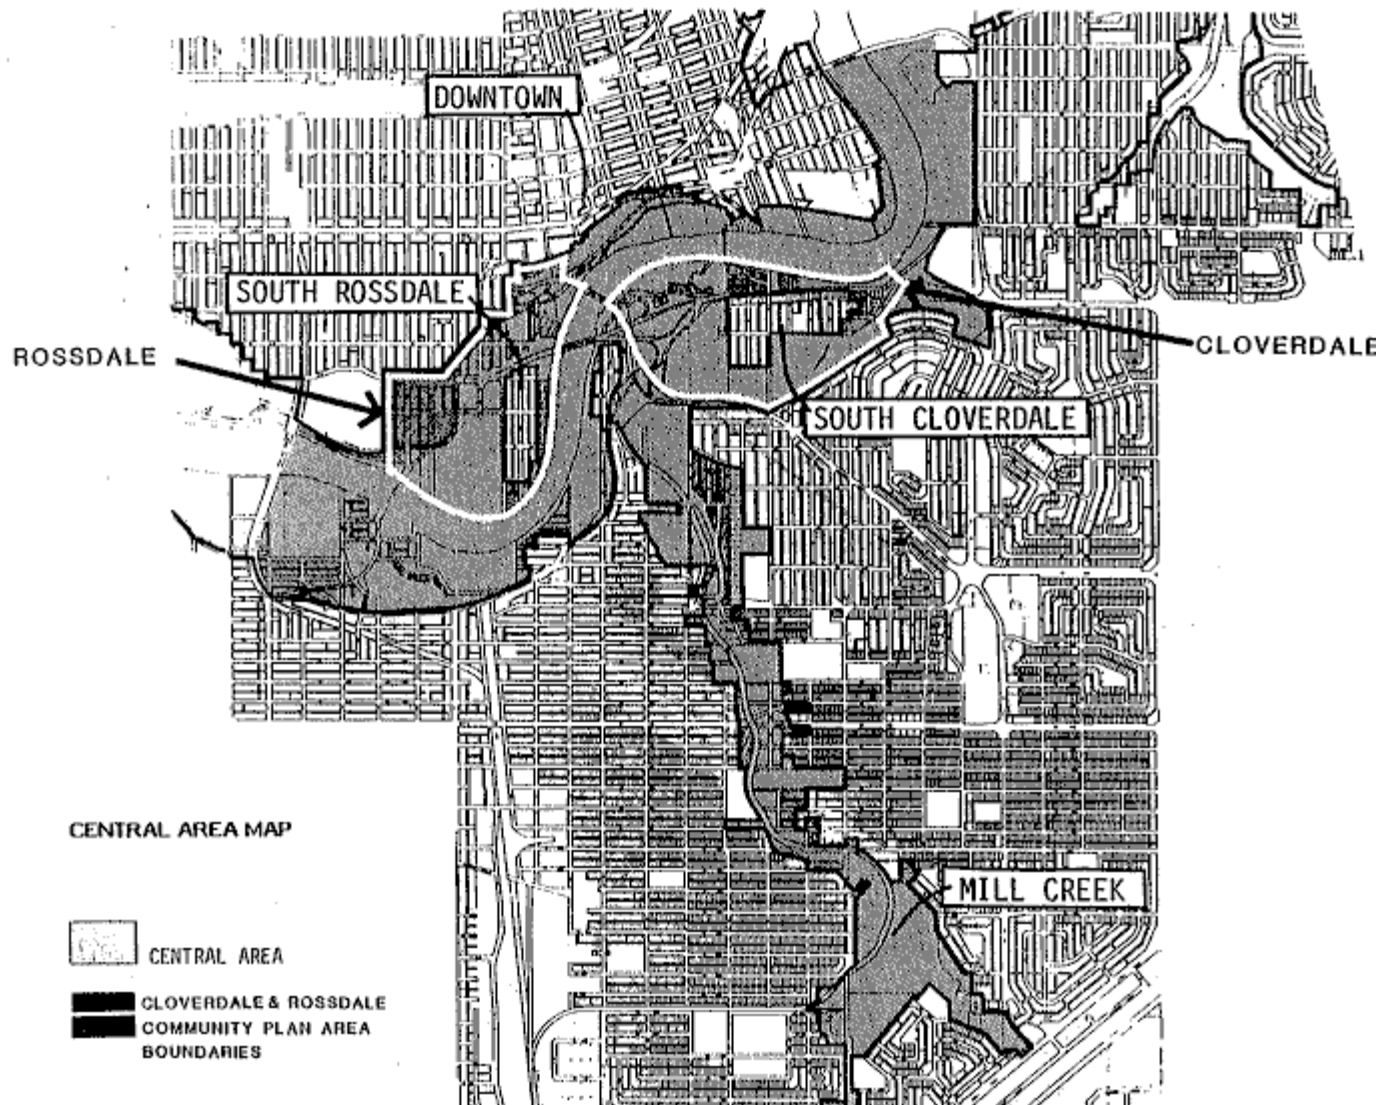 DOWNTOWN
SOUTH ROSSDALE
ROSSDALE
CLOVERDALE
SOUTH CLOVERDALE
CENTRAL AREA MAP
MILL CREEK
CENTRAL AREA
CLOVERDALE & ROSSDALE
COMMUNITY PLAN AREA
BOUNDARIES